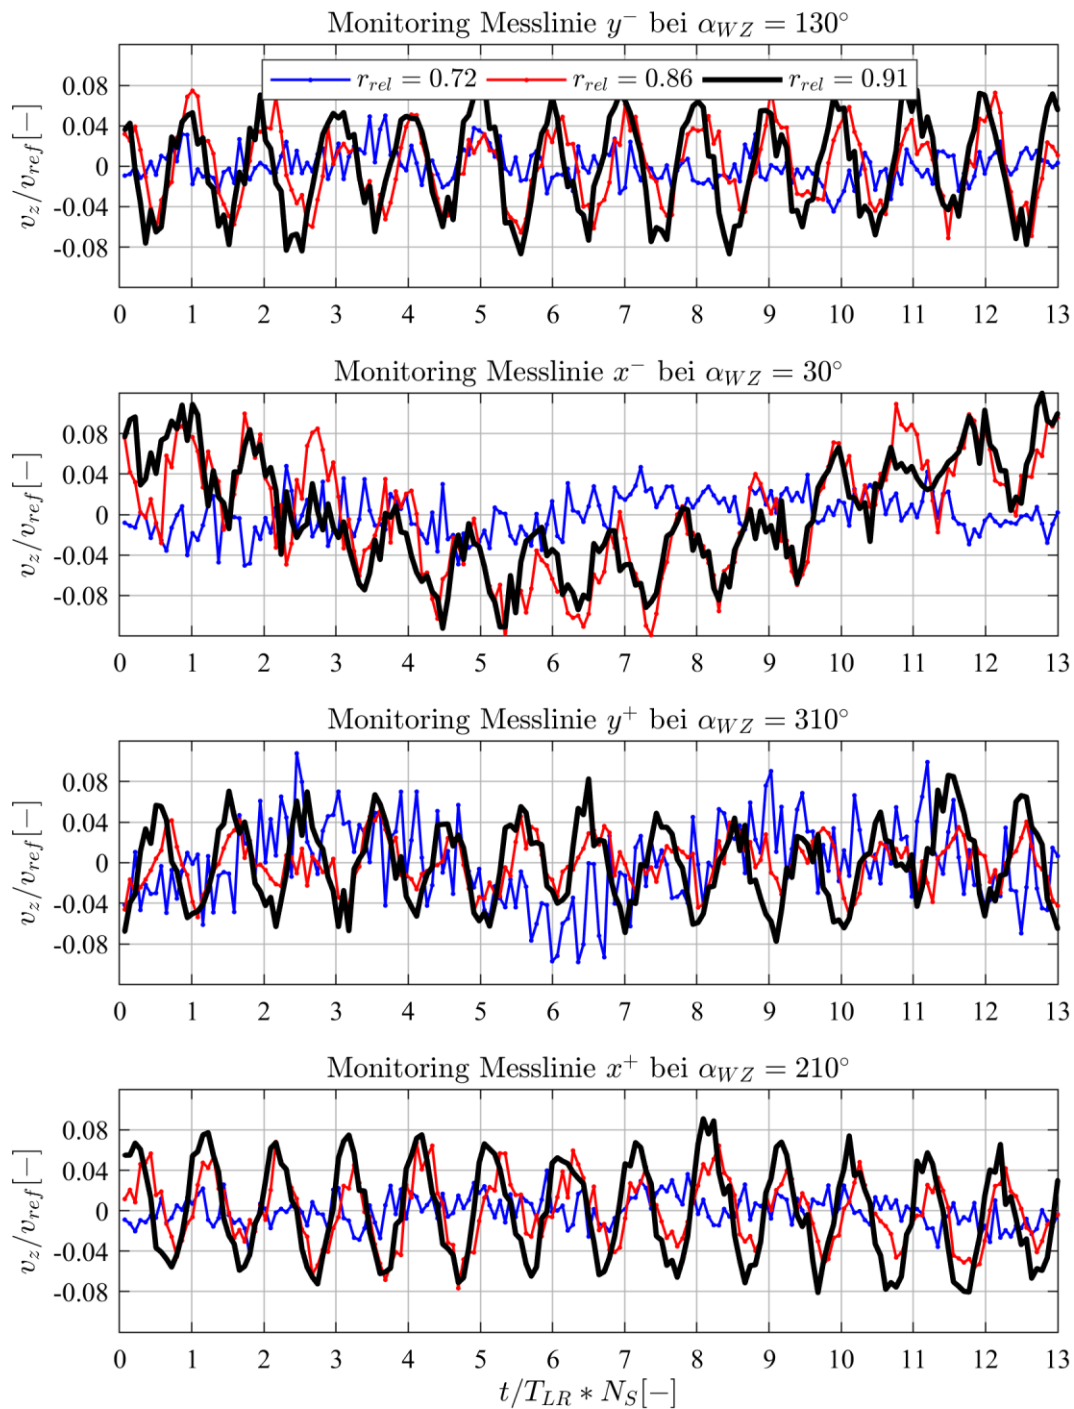 Monitoring Messlinie y⁻ bei α_WZ = 130°
r_rel = 0.72 r_rel = 0.86 r_rel = 0.91
0.08
0.04
0
-0.04
-0.08
v_z/v_ref[−]
0 1 2 3 4 5 6 7 8 9 10 11 12 13
Monitoring Messlinie x⁻ bei α_WZ = 30°
0.08
0.04
0
-0.04
-0.08
v_z/v_ref[−]
0 1 2 3 4 5 6 7 8 9 10 11 12 13
Monitoring Messlinie y⁺ bei α_WZ = 310°
0.08
0.04
0
-0.04
-0.08
v_z/v_ref[−]
0 1 2 3 4 5 6 7 8 9 10 11 12 13
Monitoring Messlinie x⁺ bei α_WZ = 210°
0.08
0.04
0
-0.04
-0.08
v_z/v_ref[−]
0 1 2 3 4 5 6 7 8 9 10 11 12 13
t/T_LR ∗ N_S[−]